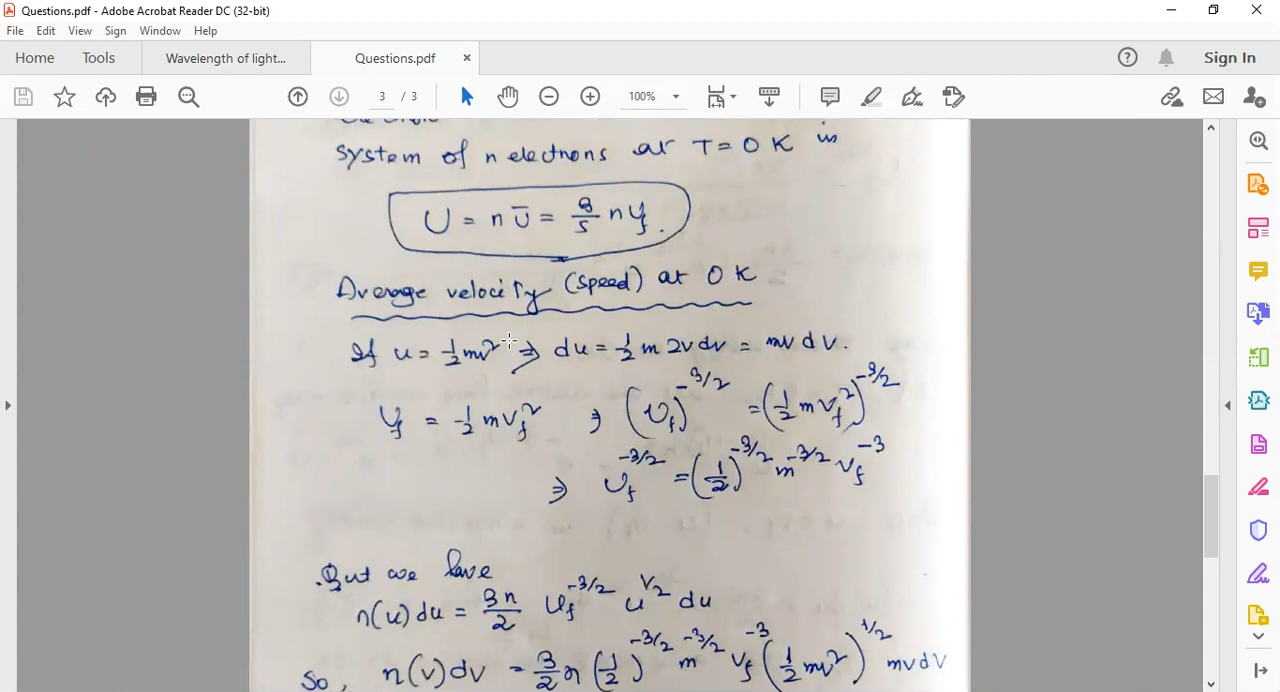 Questions.pdf - Adobe Acrobat Reader DC (32-bit)
File Edit View Sign Window Help
Home Tools Wavelength of light... Questions.pdf × Sign In
3 / 3 100%
system of n electrons at T = 0 K is
U = n Ū = 3/5 n U_f.
Average velocity (speed) at 0 K
If u = 1/2 mv² ⇒ du = 1/2 m 2v dv = mv dv.
U_f = 1/2 m v_f² ⇒ (U_f)^-3/2 = (1/2 m v_f²)^-3/2
⇒ U_f^-3/2 = (1/2)^-3/2 m^-3/2 v_f^-3
But we have
n(u) du = 3n/2 U_f^-3/2 u^1/2 du
So, n(v) dv = 3/2 n (1/2)^-3/2 m^-3/2 v_f^-3 (1/2 mv²)^1/2 mv dv